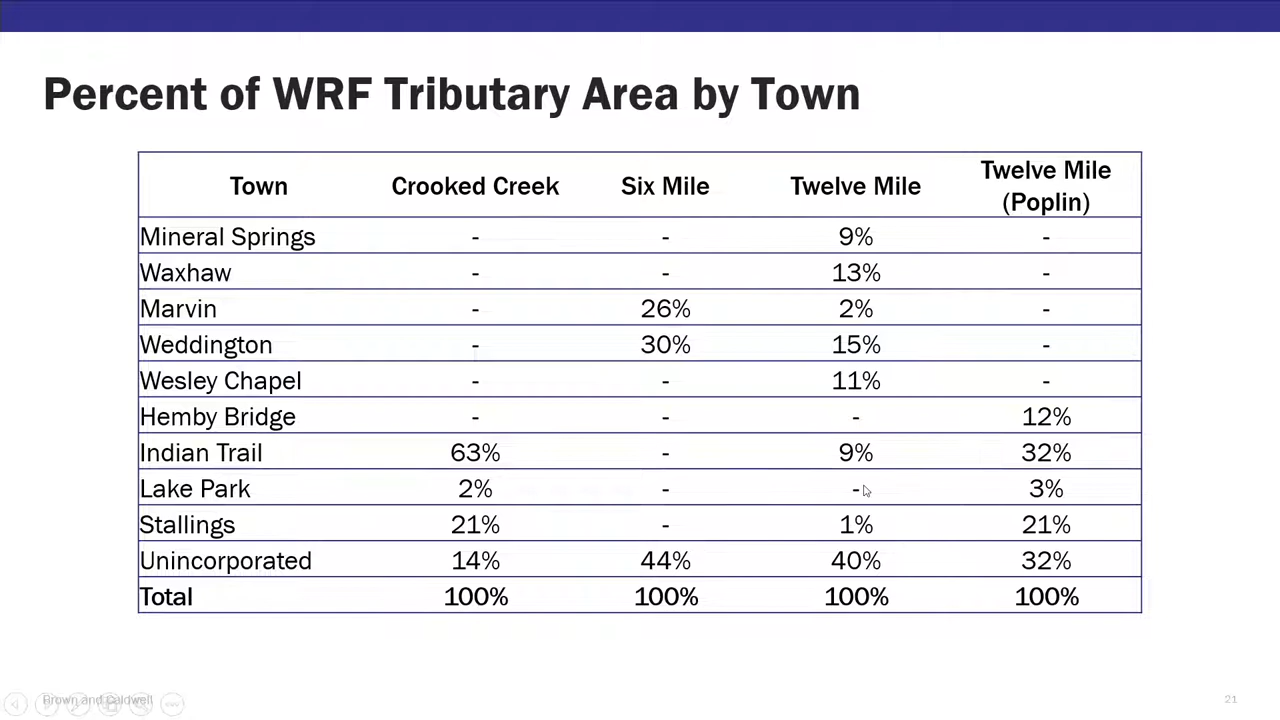 Percent of WRF Tributary Area by Town
Town Crooked Creek Six Mile Twelve Mile Twelve Mile (Poplin)
Mineral Springs - - 9% -
Waxhaw - - 13% -
Marvin - 26% 2% -
Weddington - 30% 15% -
Wesley Chapel - - 11% -
Hemby Bridge - - - 12%
Indian Trail 63% - 9% 32%
Lake Park 2% - - 3%
Stallings 21% - 1% 21%
Unincorporated 14% 44% 40% 32%
Total 100% 100% 100% 100%
Brown and Caldwell 21